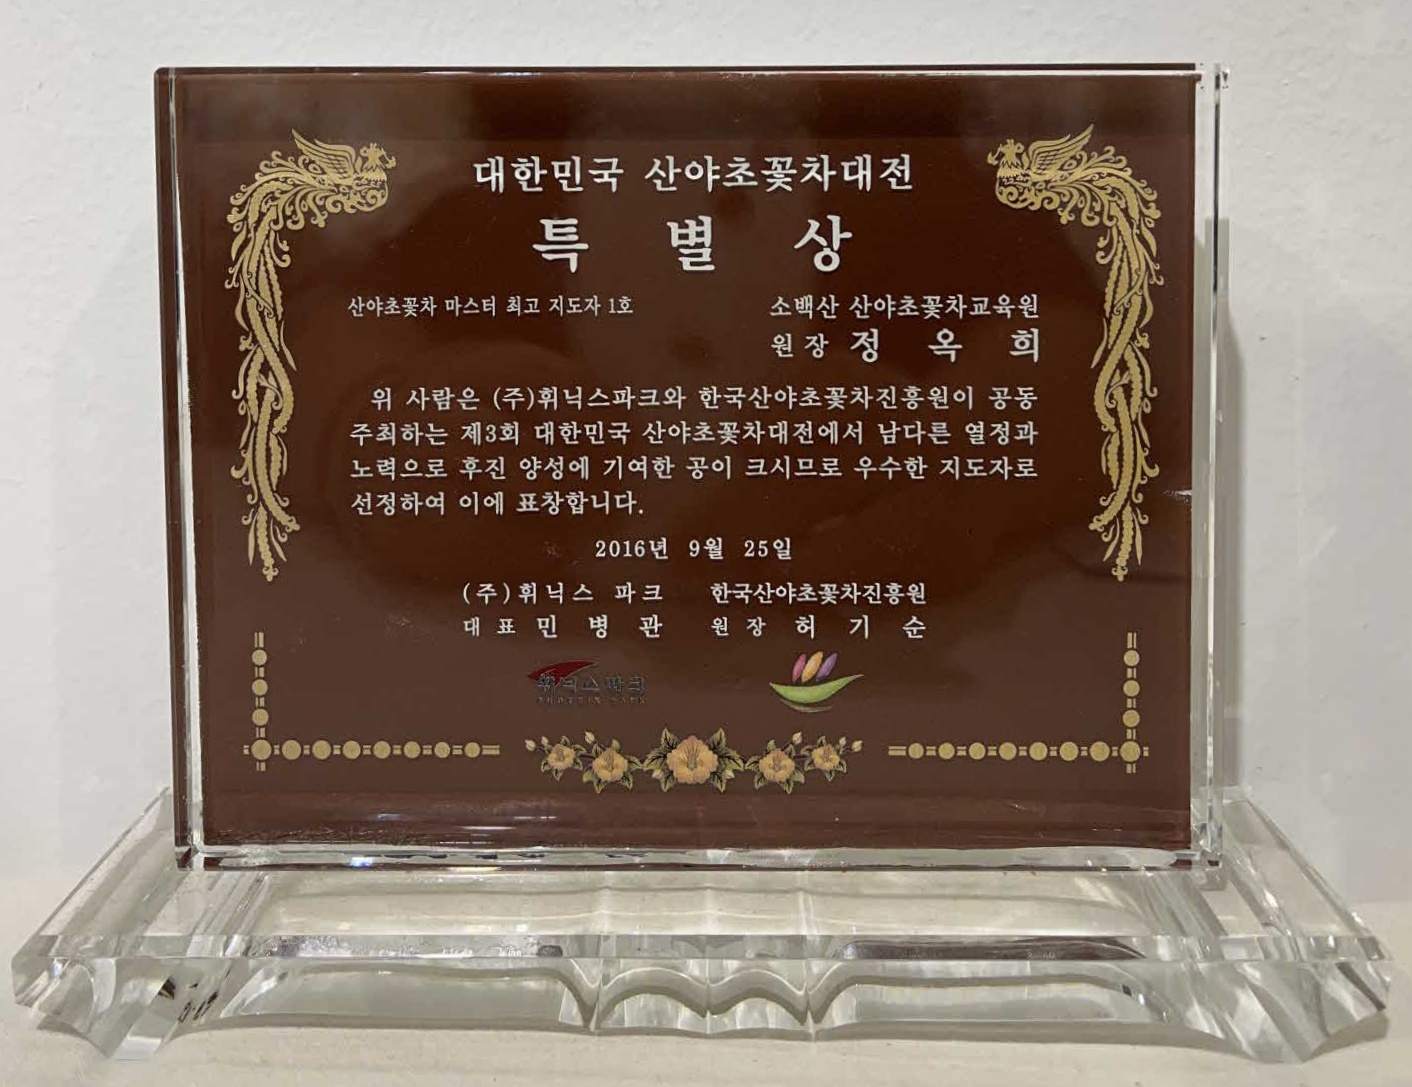 대한민국 산야초꽃차대전
특 별 상
산야초꽃차 마스터 최고 지도자 1호
소백산 산야초꽃차교육원
원장 정 옥 희
위 사람은 (주)휘닉스파크와 한국산야초꽃차진흥원이 공동
주최하는 제3회 대한민국 산야초꽃차대전에서 남다른 열정과
노력으로 후진 양성에 기여한 공이 크시므로 우수한 지도자로
선정하여 이에 표창합니다.
2016년 9월 25일
(주)휘닉스 파크
대표 민 병 관
한국산야초꽃차진흥원
원장 허 기 순
휘닉스파크
PHOENIX PARK